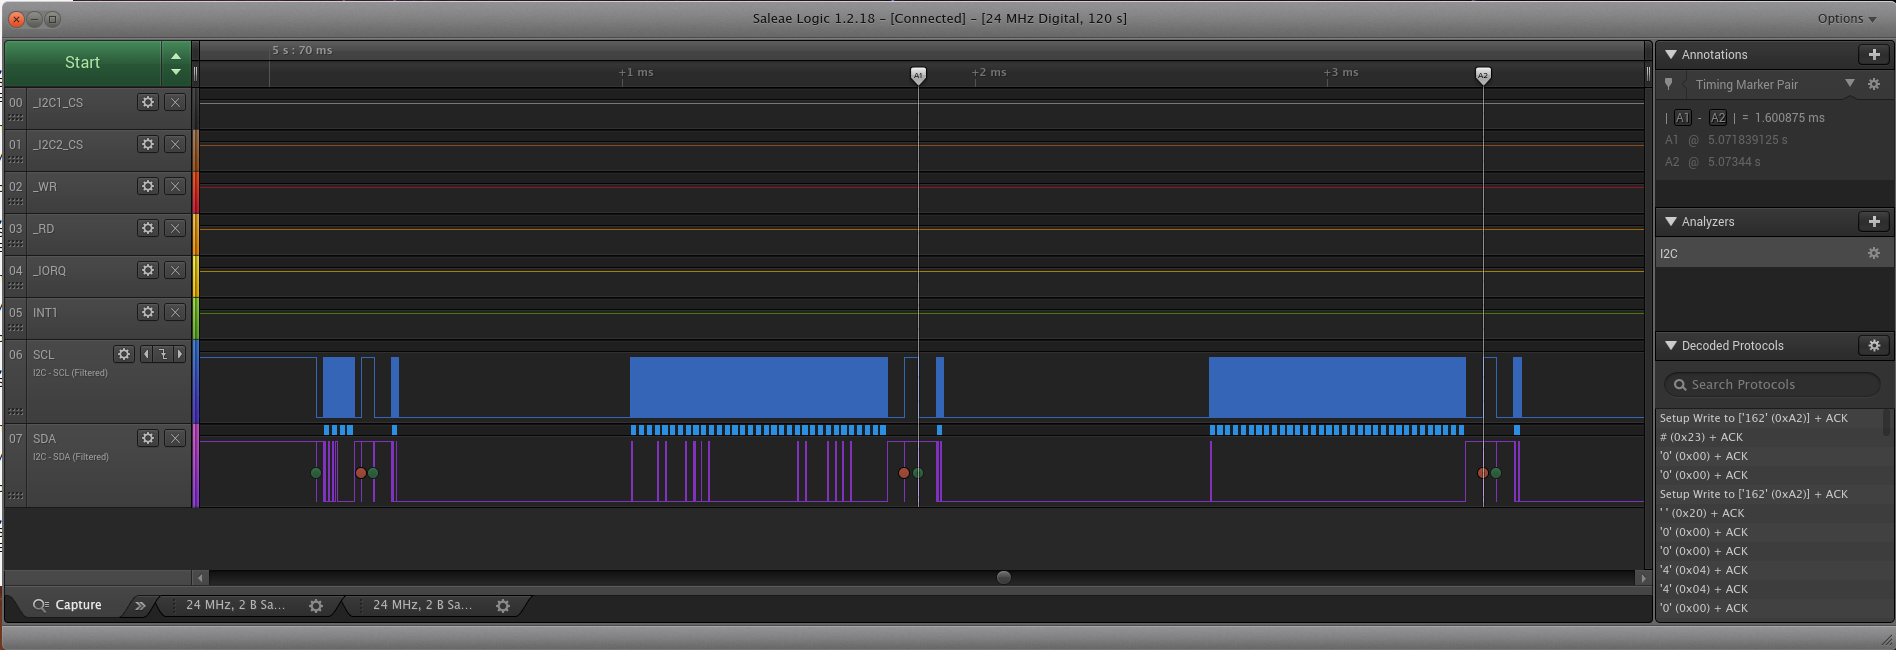 Saleae Logic 1.2.18 - [Connected] - [24 MHz Digital, 120 s]
Options
Start
5 s : 70 ms
+1 ms
+2 ms
+3 ms
A1
A2
00 _I2C1_CS
01 _I2C2_CS
02 _WR
03 _RD
04 _IORQ
05 INT1
06 SCL
I2C - SCL (Filtered)
07 SDA
I2C - SDA (Filtered)
Capture
24 MHz, 2 B Sa...
24 MHz, 2 B Sa...
Annotations
Timing Marker Pair
| A1 - A2 | = 1.600875 ms
A1 @ 5.071839125 s
A2 @ 5.07344 s
Analyzers
I2C
Decoded Protocols
Search Protocols
Setup Write to ['162' (0xA2)] + ACK
# (0x23) + ACK
'0' (0x00) + ACK
'0' (0x00) + ACK
Setup Write to ['162' (0xA2)] + ACK
' ' (0x20) + ACK
'0' (0x00) + ACK
'0' (0x00) + ACK
'4' (0x04) + ACK
'4' (0x04) + ACK
'0' (0x00) + ACK